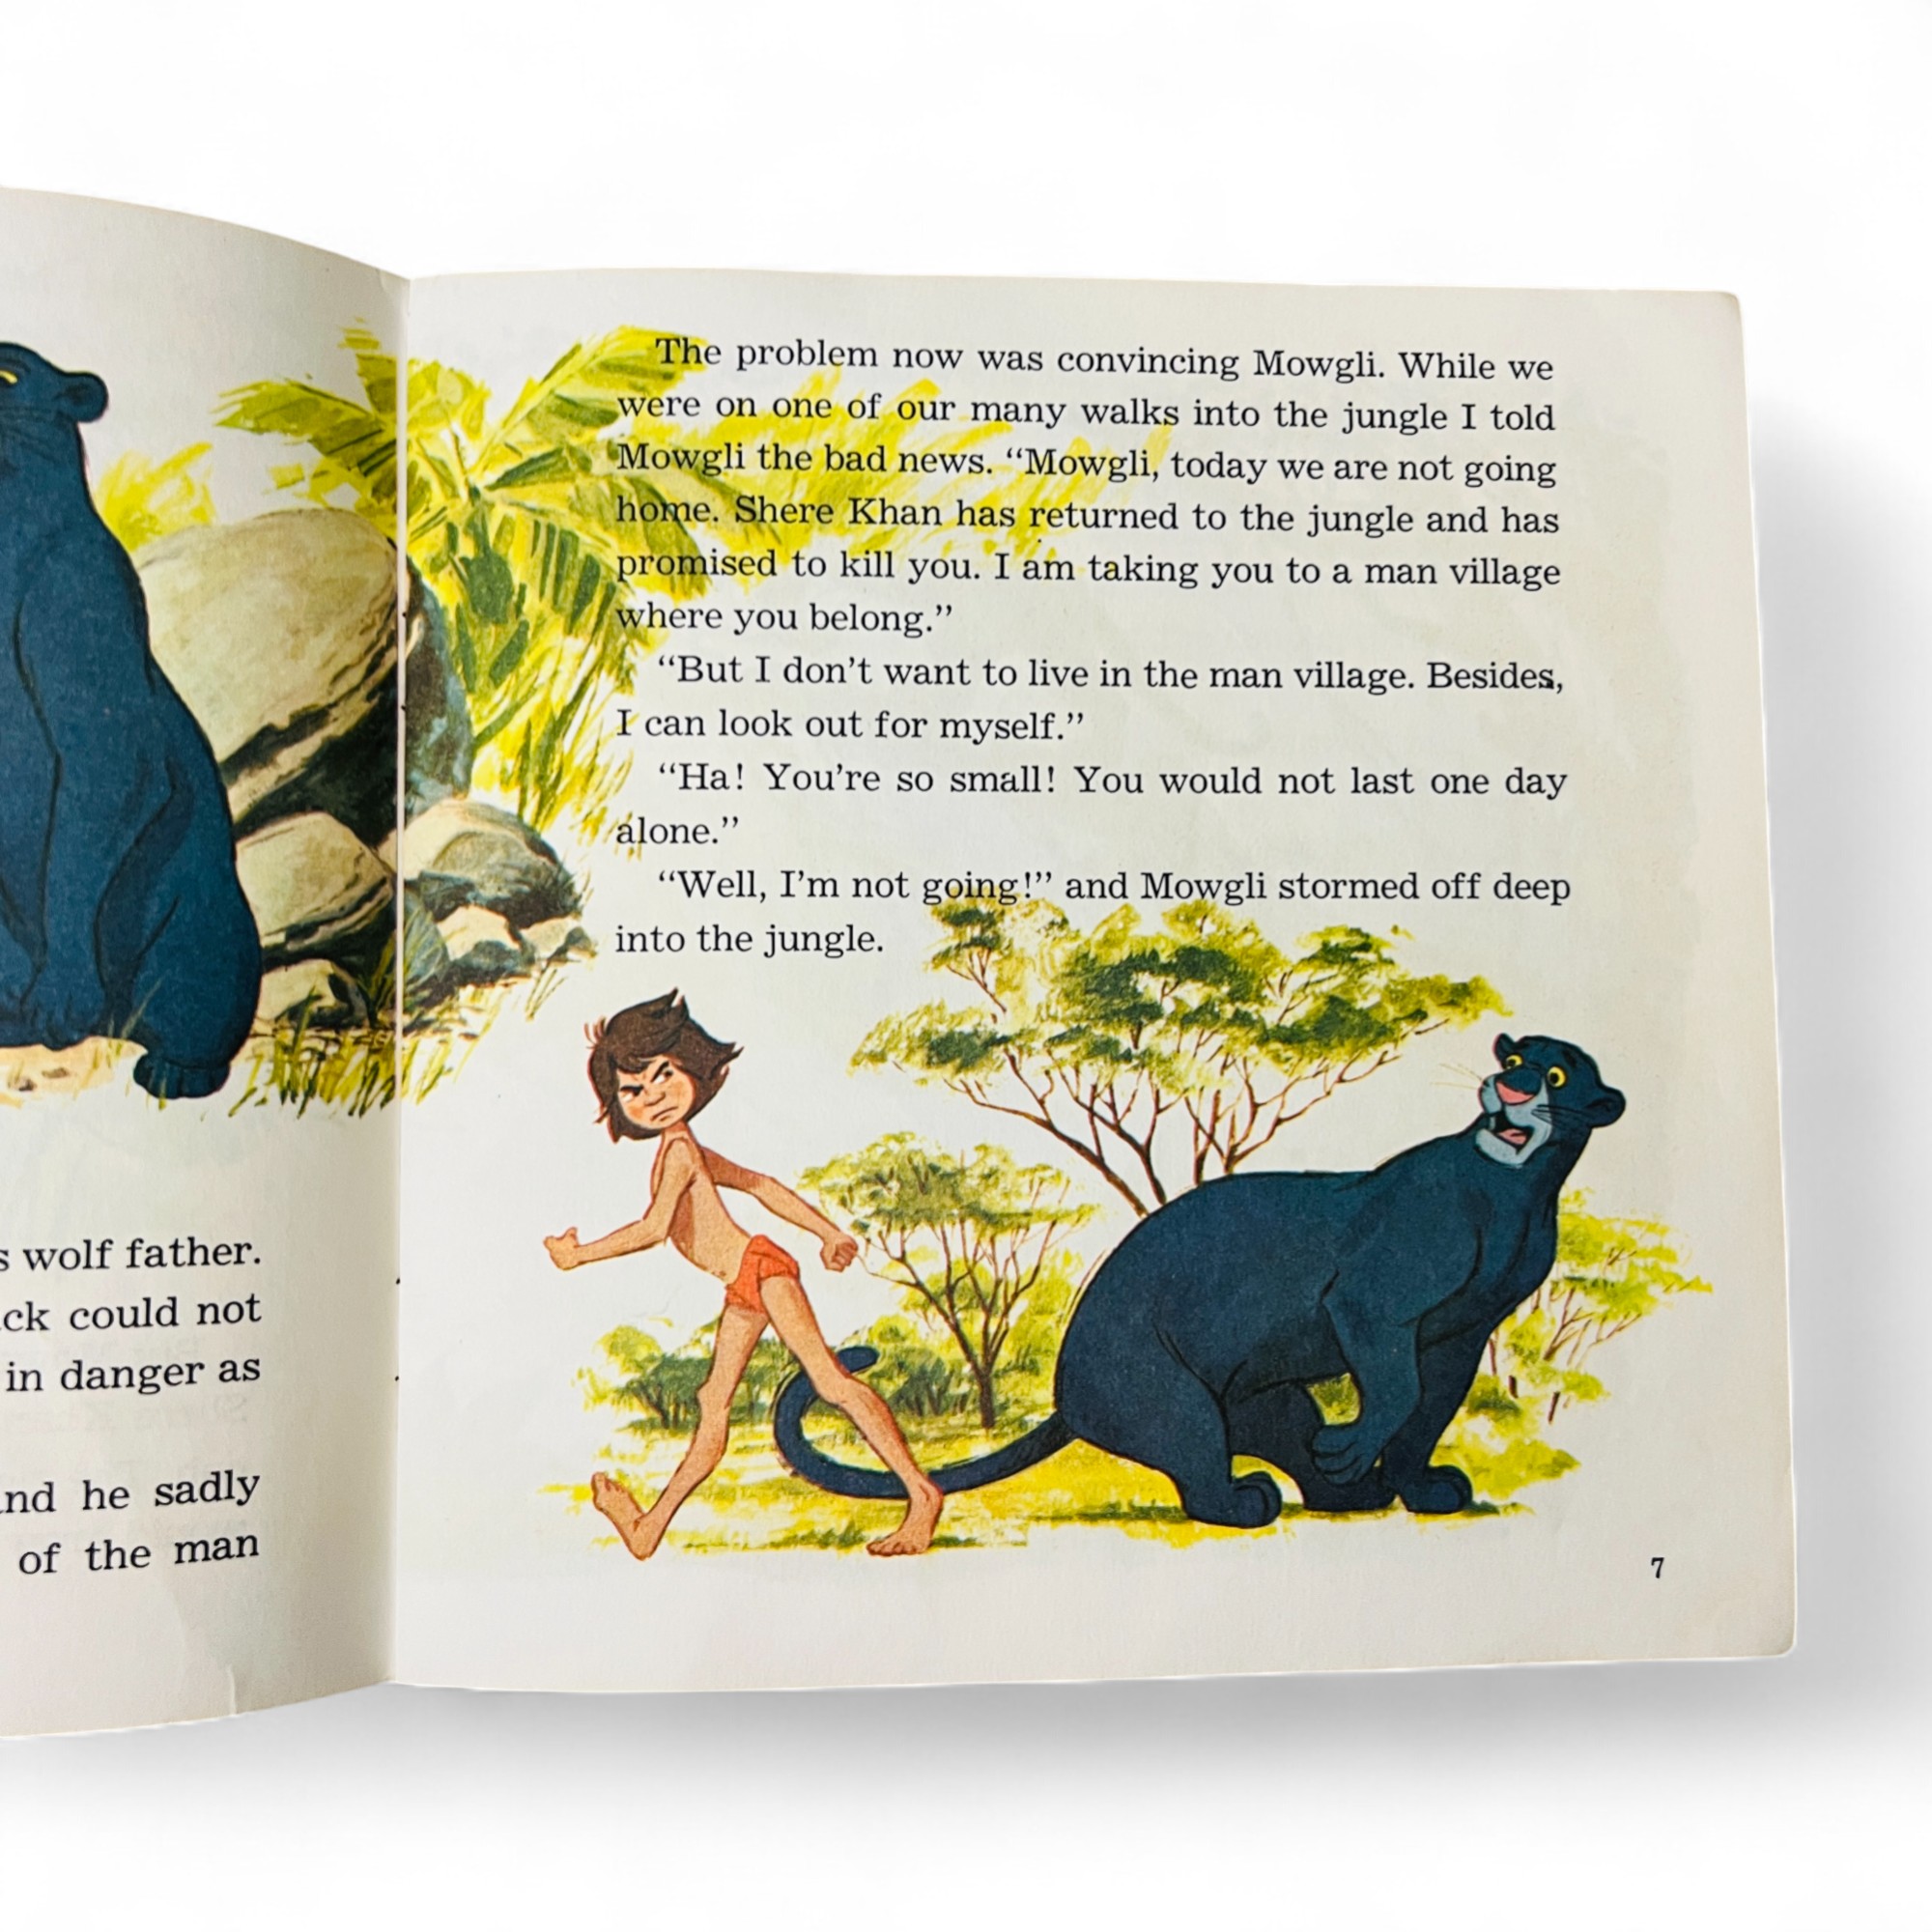 wolf father.
could not
in danger as
he sadly
of the man
The problem now was convincing Mowgli. While we
were on one of our many walks into the jungle I told
Mowgli the bad news. “Mowgli, today we are not going
home. Shere Khan has returned to the jungle and has
promised to kill you. I am taking you to a man village
where you belong.”
“But I don’t want to live in the man village. Besides,
I can look out for myself.”
“Ha! You’re so small! You would not last one day
alone.”
“Well, I’m not going!” and Mowgli stormed off deep
into the jungle.
7